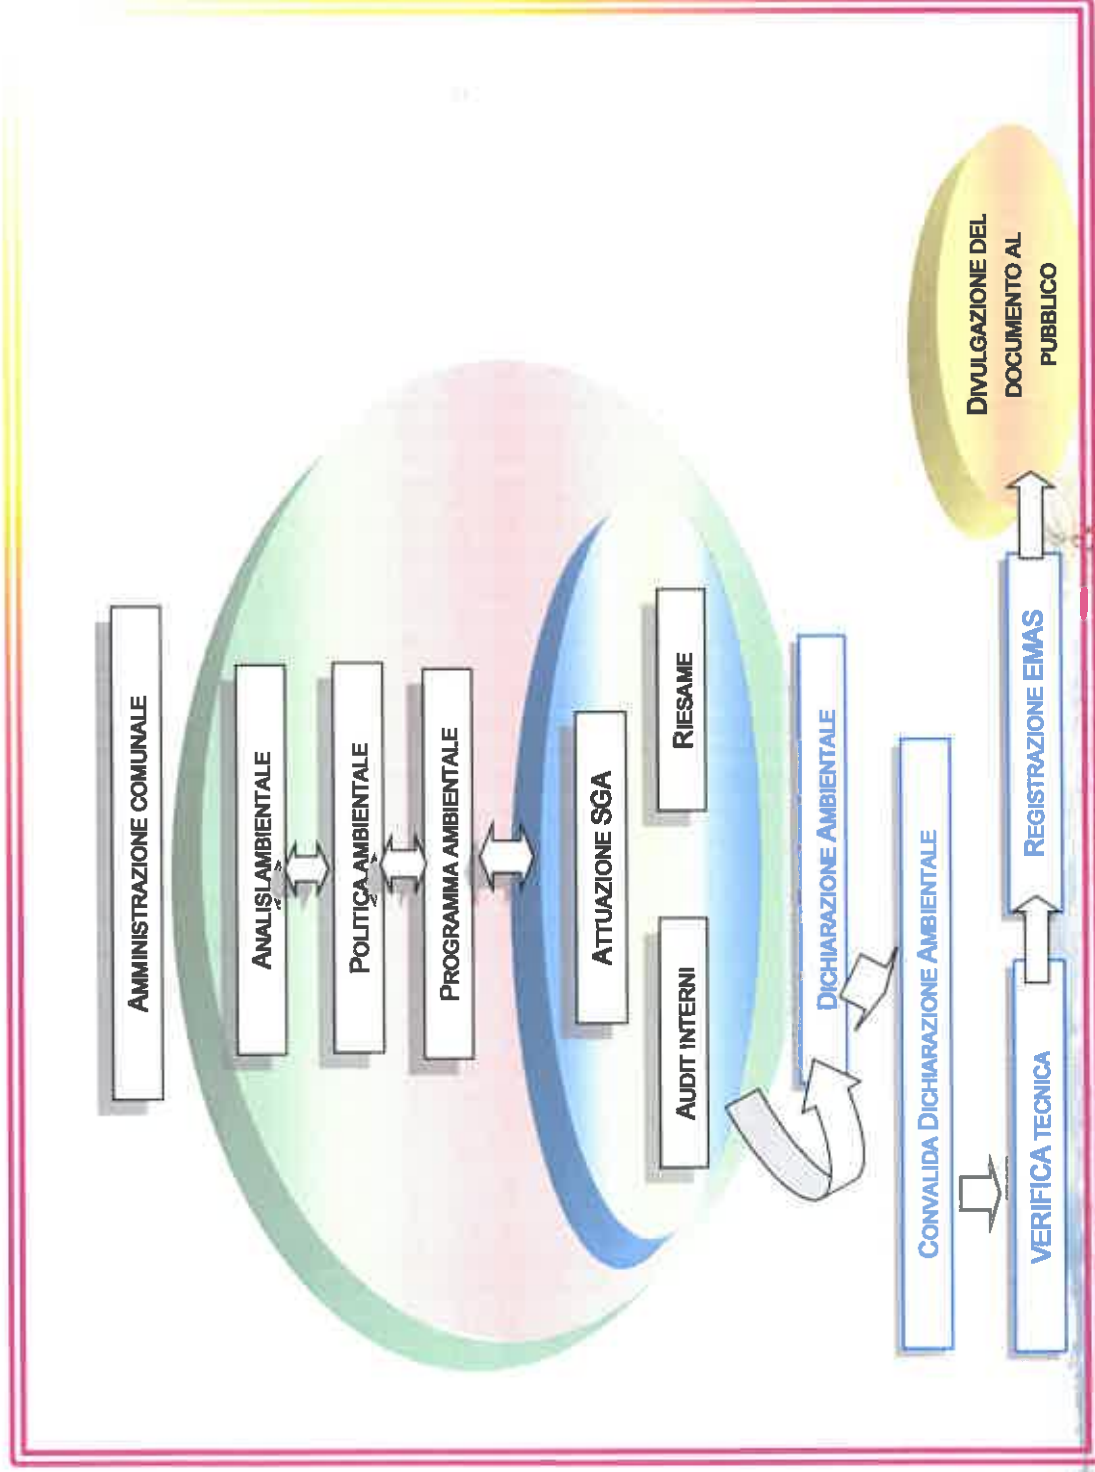 AMMINISTRAZIONE COMUNALE
ANALISI AMBIENTALE
POLITICA AMBIENTALE
PROGRAMMA AMBIENTALE
ATTUAZIONE SGA
AUDIT INTERNI
RIESAME
DICHIARAZIONE AMBIENTALE
CONVALIDA DICHIARAZIONE AMBIENTALE
VERIFICA TECNICA
REGISTRAZIONE EMAS
DIVULGAZIONE DEL
DOCUMENTO AL
PUBBLICO